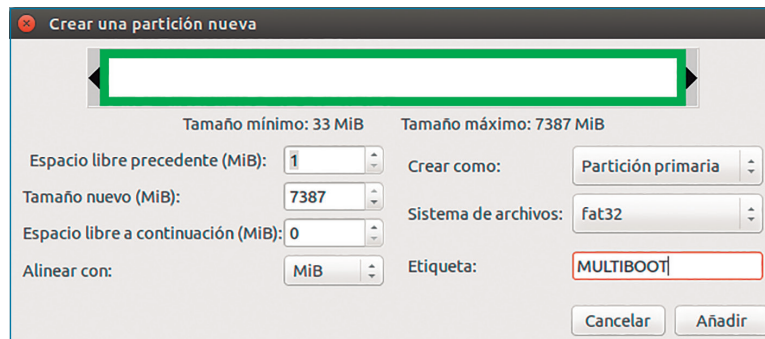 Crear una partición nueva
Tamaño mínimo: 33 MiB Tamaño máximo: 7387 MiB
Espacio libre precedente (MiB): 1
Tamaño nuevo (MiB): 7387
Espacio libre a continuación (MiB): 0
Alinear con: MiB
Crear como: Partición primaria
Sistema de archivos: fat32
Etiqueta: MULTIBOOT
Cancelar Añadir